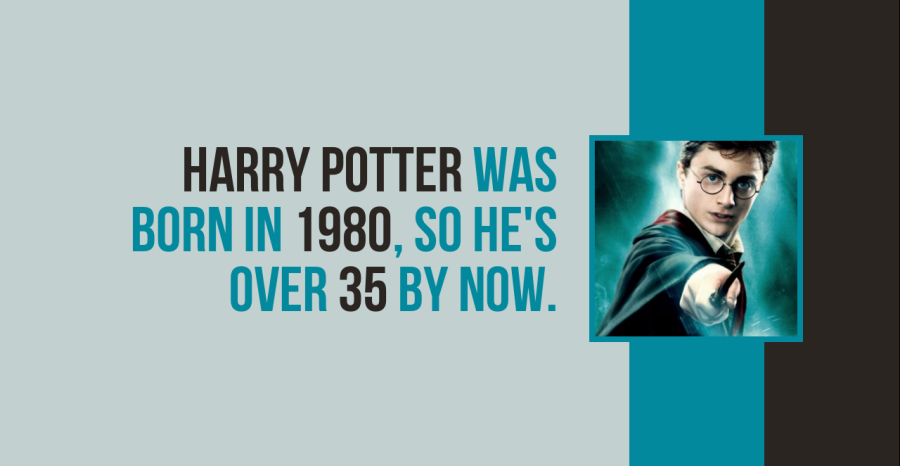 HARRY POTTER WAS
BORN IN 1980, SO HE'S
OVER 35 BY NOW.